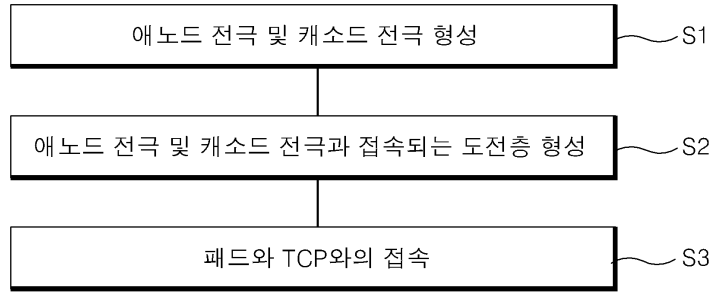 애노드 전극 및 캐소드 전극 형성 S1
애노드 전극 및 캐소드 전극과 접속되는 도전층 형성 S2
패드와 TCP와의 접속 S3